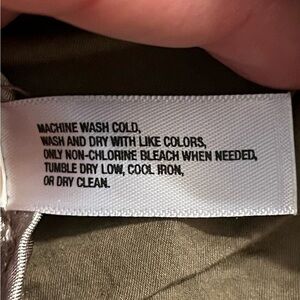 MACHINE WASH COLD,
WASH AND DRY WITH LIKE COLORS,
ONLY NON-CHLORINE BLEACH WHEN NEEDED,
TUMBLE DRY LOW, COOL IRON,
OR DRY CLEAN.